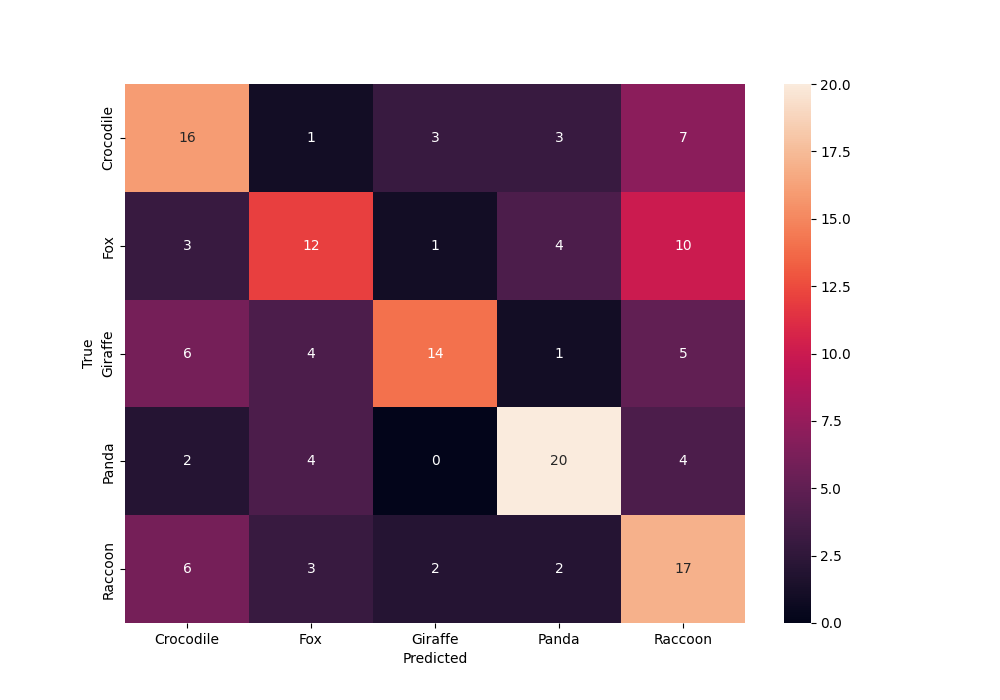 Crocodile 16 1 3 3 7
Fox 3 12 1 4 10
Giraffe 6 4 14 1 5
Panda 2 4 0 20 4
Raccoon 6 3 2 2 17
True
Crocodile Fox Giraffe Panda Raccoon
Predicted
20.0
17.5
15.0
12.5
10.0
7.5
5.0
2.5
0.0